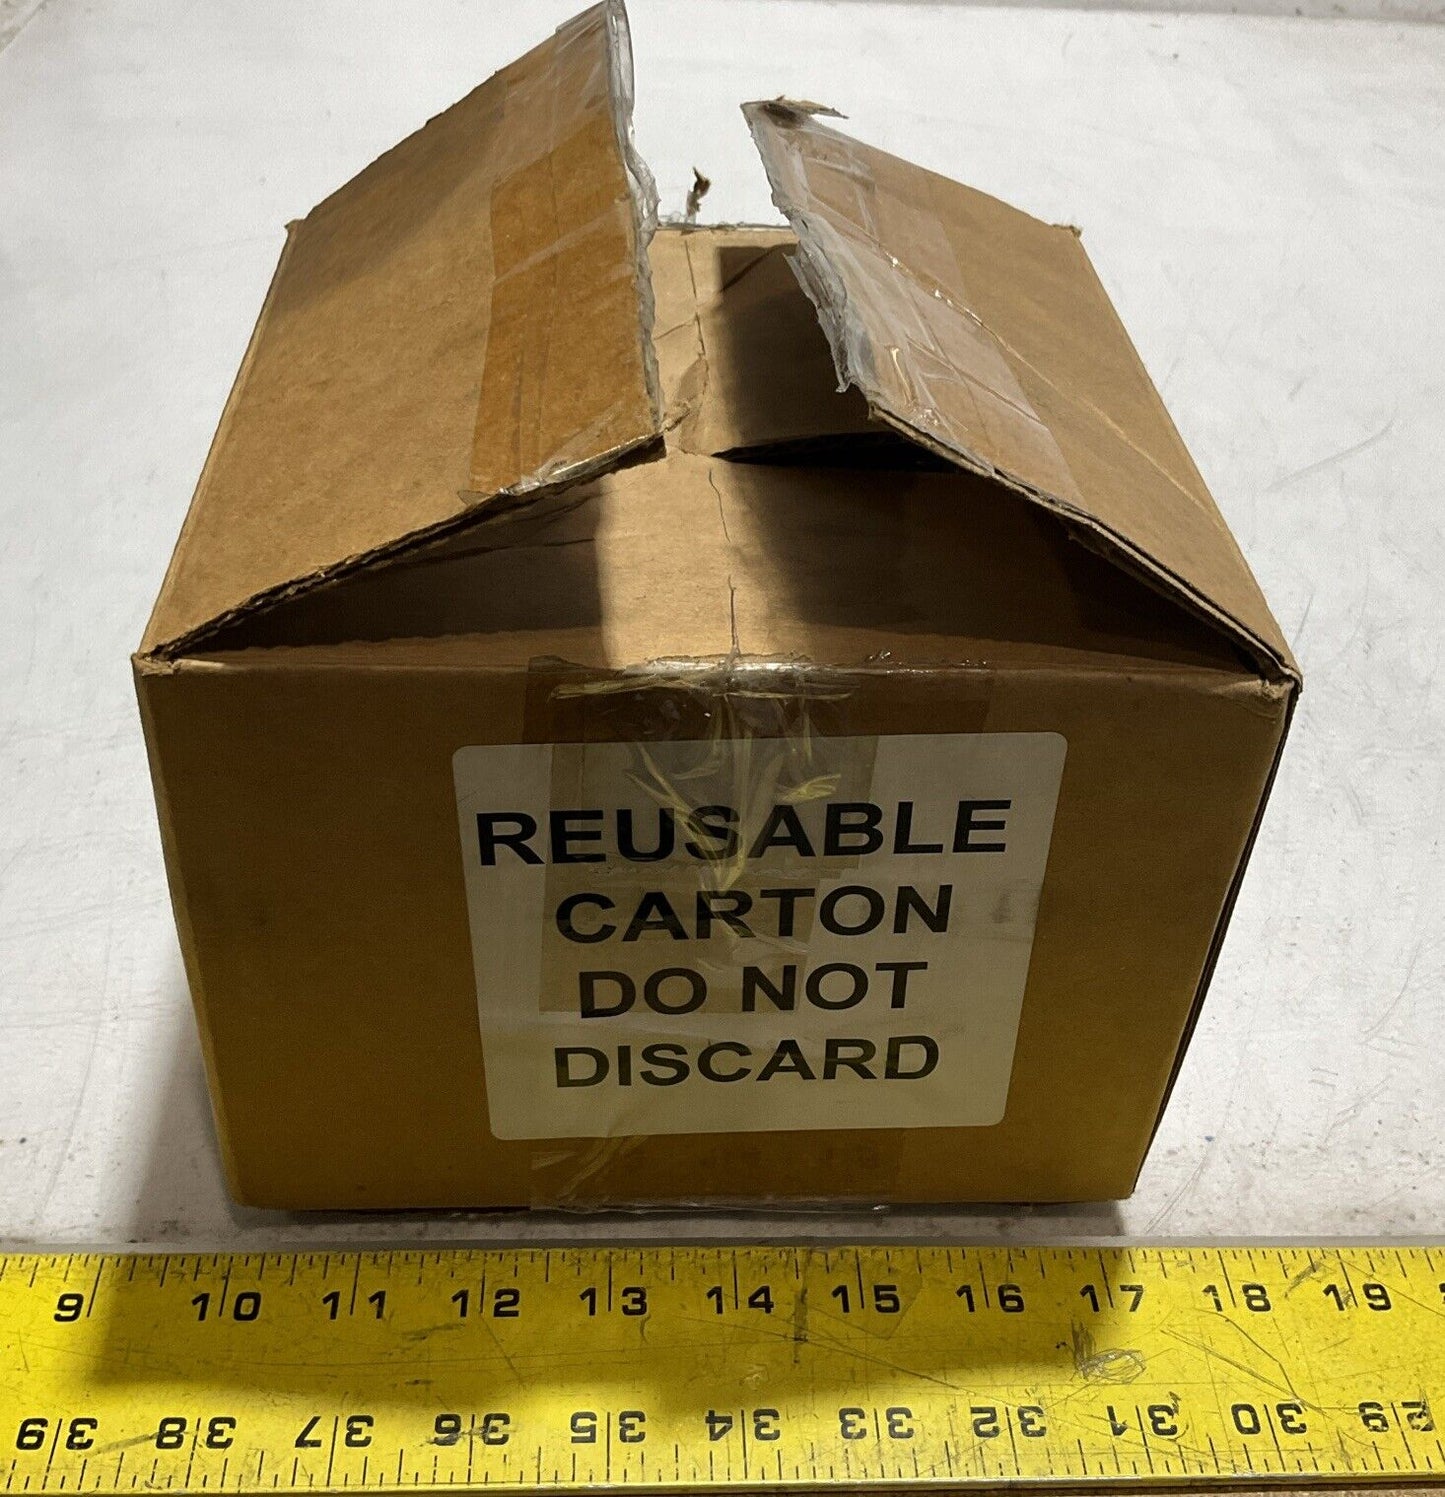 REUSABLE
CARTON
DO NOT
DISCARD
9 10 11 12 13 14 15 16 17 18 19
39 38 37 36 35 34 33 32 31 30 29